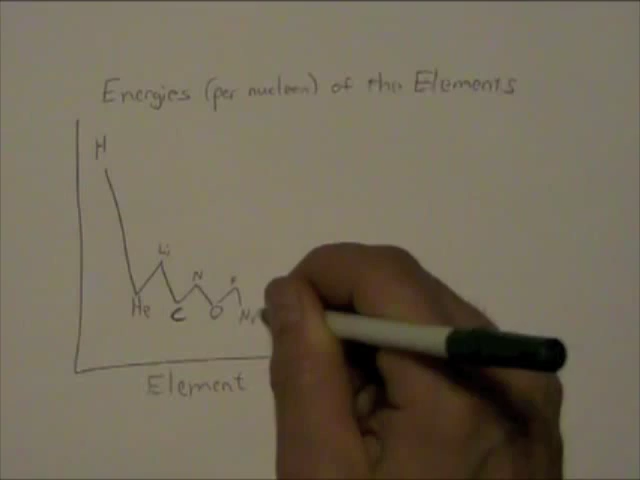 Energies (per nucleon) of the Elements
H
Li
N
F
He
C
O
Element